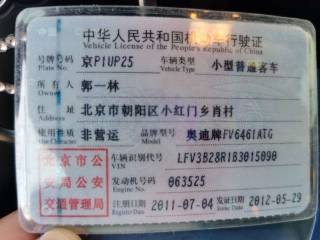 中华人民共和国机动车行驶证
Vehicle License of the People's Republic of China
号牌号码 京P1UP25 车辆类型 小型普通客车
Plate No. Vehicle Type
所有人 郭一林
Owner
住址 北京市朝阳区小红门乡肖村
Address
使用性质 非营运 品牌型号 奥迪牌FV6461ATG
Use Character Model
北京市公 车辆识别代号 LFV3B28R1B3015090
VIN
安局公安 发动机号码 063525
Engine No.
交通管理局 注册日期 2011-07-04 发证日期 2012-05-29
Register Date Issue Date